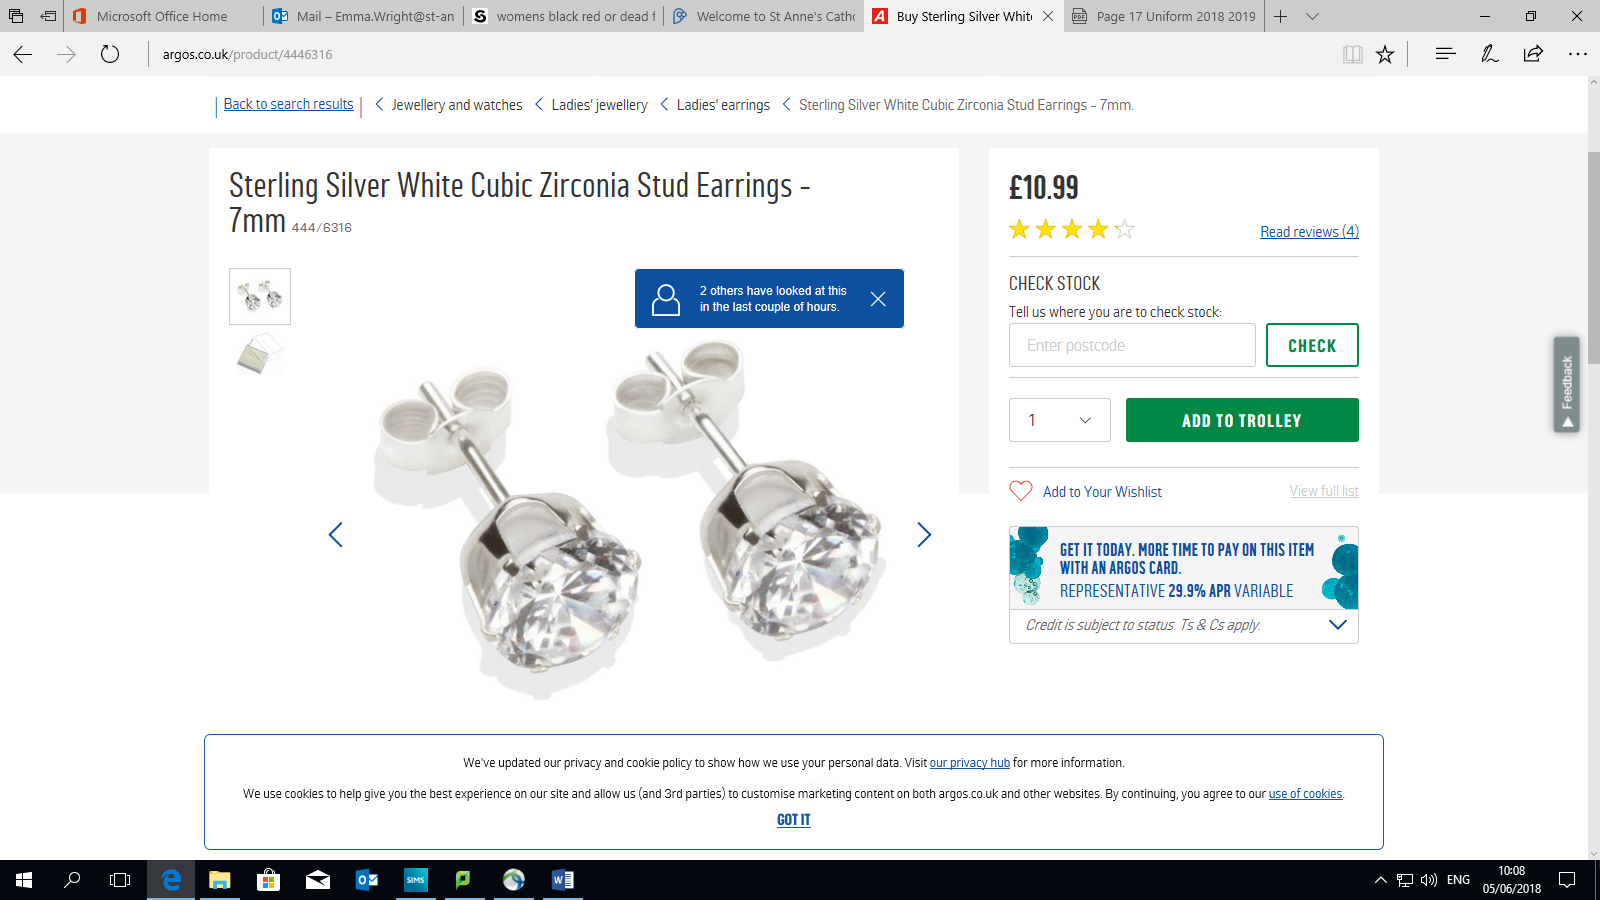 Microsoft Office Home
Mail – Emma.Wright@st-an
womens black red or dead f
Welcome to St Anne's Catho
Buy Sterling Silver White
Page 17 Uniform 2018 2019
argos.co.uk/product/4446316
Back to search results
Jewellery and watches
Ladies' jewellery
Ladies' earrings
Sterling Silver White Cubic Zirconia Stud Earrings - 7mm.
Sterling Silver White Cubic Zirconia Stud Earrings -
7mm 444/6316
2 others have looked at this
in the last couple of hours.
£10.99
Read reviews (4)
CHECK STOCK
Tell us where you are to check stock:
Enter postcode
CHECK
1
ADD TO TROLLEY
Add to Your Wishlist
View full list
GET IT TODAY. MORE TIME TO PAY ON THIS ITEM
WITH AN ARGOS CARD.
REPRESENTATIVE 29.9% APR VARIABLE
Credit is subject to status. Ts & Cs apply.
Feedback
We've updated our privacy and cookie policy to show how we use your personal data. Visit our privacy hub for more information.
We use cookies to help give you the best experience on our site and allow us (and 3rd parties) to customise marketing content on both argos.co.uk and other websites. By continuing, you agree to our use of cookies.
GOT IT
SIMS
ENG
10:08
05/06/2018